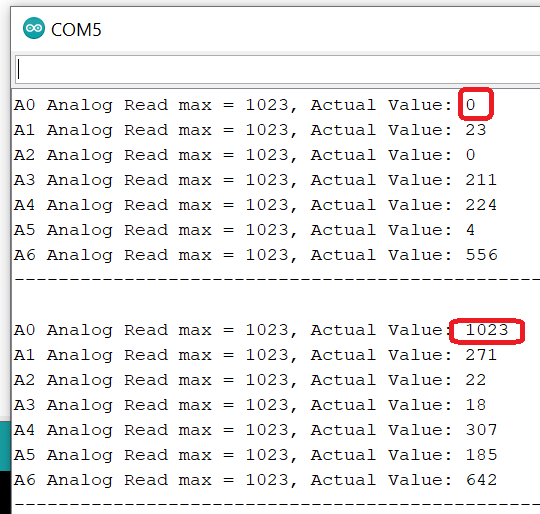 COM5
A0 Analog Read max = 1023, Actual Value: 0
A1 Analog Read max = 1023, Actual Value: 23
A2 Analog Read max = 1023, Actual Value: 0
A3 Analog Read max = 1023, Actual Value: 211
A4 Analog Read max = 1023, Actual Value: 224
A5 Analog Read max = 1023, Actual Value: 4
A6 Analog Read max = 1023, Actual Value: 556
------------------------------------------------
A0 Analog Read max = 1023, Actual Value: 1023
A1 Analog Read max = 1023, Actual Value: 271
A2 Analog Read max = 1023, Actual Value: 22
A3 Analog Read max = 1023, Actual Value: 18
A4 Analog Read max = 1023, Actual Value: 307
A5 Analog Read max = 1023, Actual Value: 185
A6 Analog Read max = 1023, Actual Value: 642
------------------------------------------------